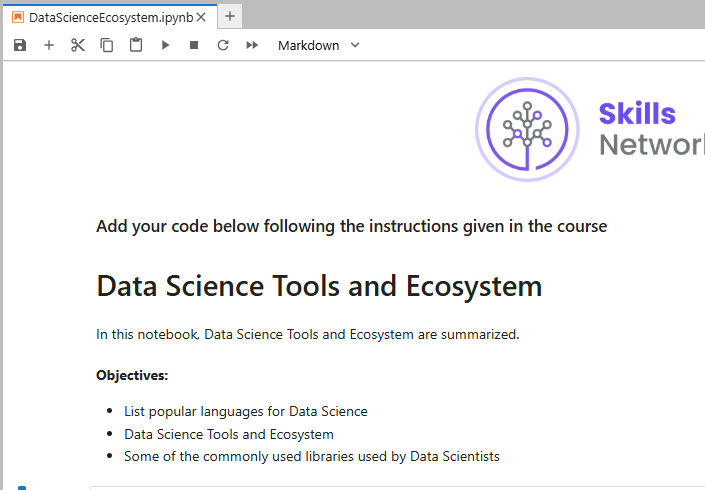 DataScienceEcosystem.ipynb
Markdown
Skills
Networ
Add your code below following the instructions given in the course
Data Science Tools and Ecosystem
In this notebook, Data Science Tools and Ecosystem are summarized.
Objectives:
• List popular languages for Data Science
• Data Science Tools and Ecosystem
• Some of the commonly used libraries used by Data Scientists